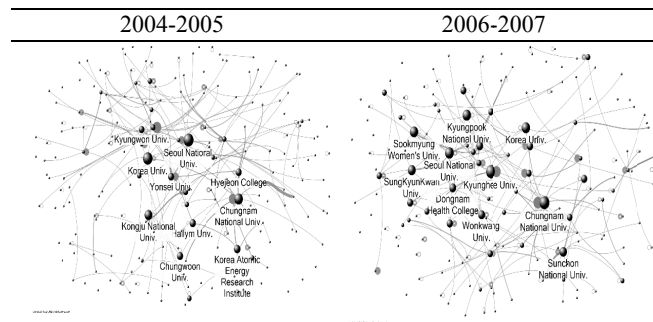 2004-2005
2006-2007
Kyungwon Univ.
Seoul National
Univ.
Korea Univ.
Yonsei Univ.
Hyejeon College
Chungnam
National Univ.
Kongju National
Univ.
Hallym Univ.
Chungwoon
Univ.
Korea Atomic
Energy
Research
Institute
Kyungpook
National Univ.
Korea Univ.
Sookmyung
Women's Univ.
Seoul National
Univ.
SungKyunKwan
Univ.
Kyunghee Univ.
Dongnam
Health College
Wonkwang
Univ.
Chungnam
National Univ.
Sunchon
National Univ.